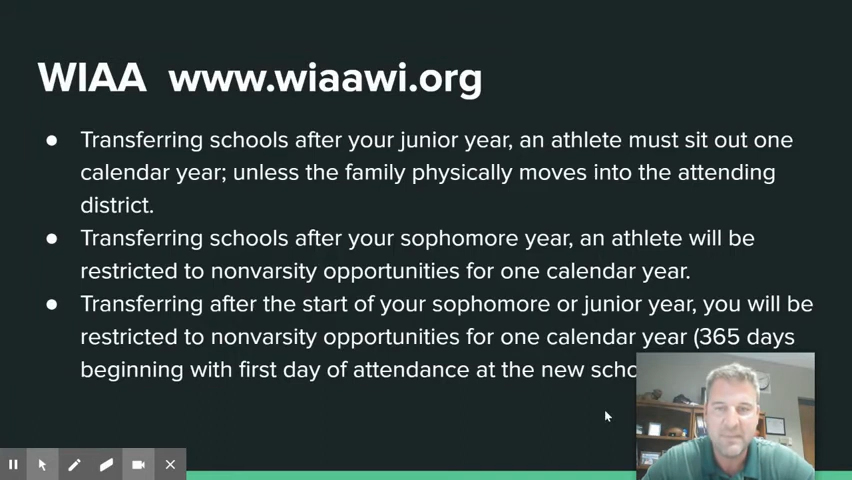 WIAA www.wiaawi.org
● Transferring schools after your junior year, an athlete must sit out one
calendar year; unless the family physically moves into the attending
district.
● Transferring schools after your sophomore year, an athlete will be
restricted to nonvarsity opportunities for one calendar year.
● Transferring after the start of your sophomore or junior year, you will be
restricted to nonvarsity opportunities for one calendar year (365 days
beginning with first day of attendance at the new